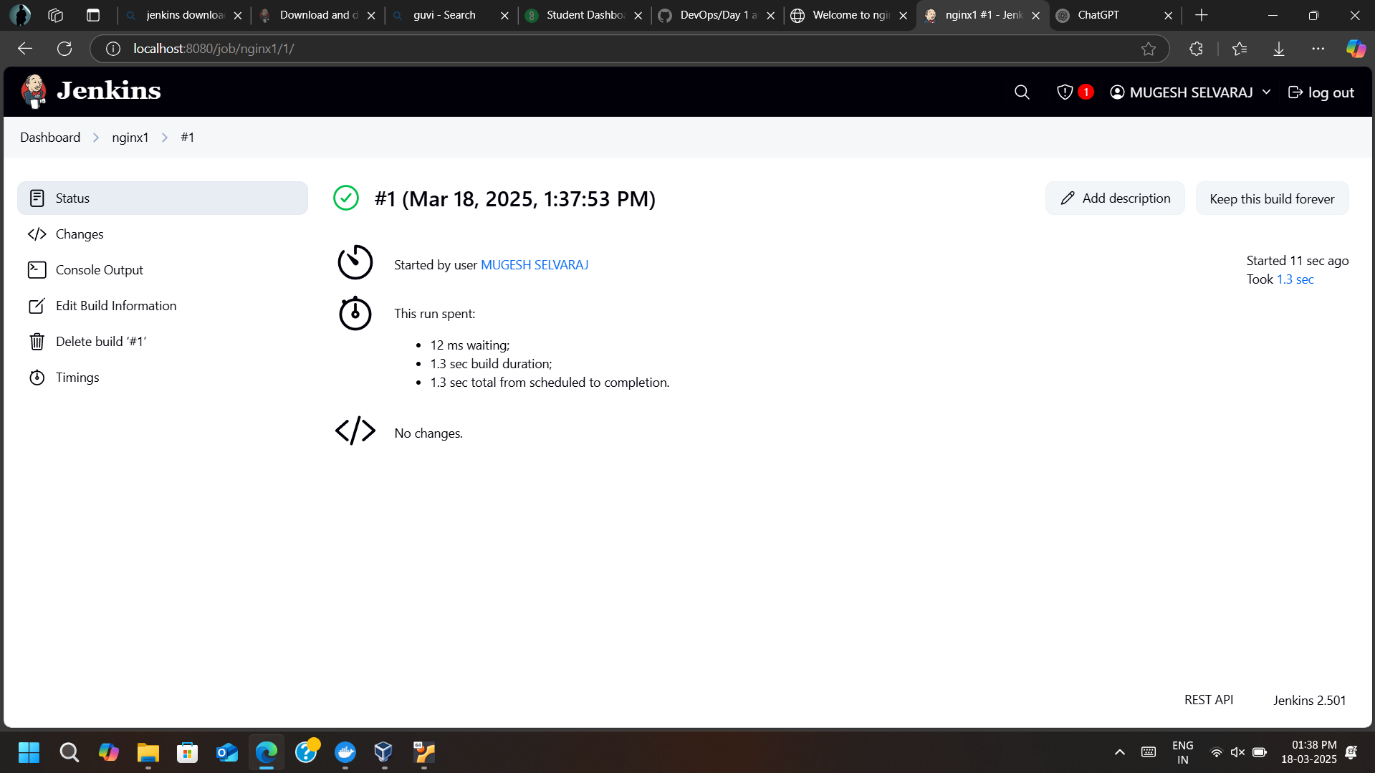 jenkins downloa
Download and d
guvi - Search
Student Dashbo
DevOps/Day 1 a
Welcome to ngi
nginx1 #1 - Jenk
ChatGPT
localhost:8080/job/nginx1/1/
Jenkins
1
MUGESH SELVARAJ
log out
Dashboard
nginx1
#1
Status
Changes
Console Output
Edit Build Information
Delete build ‘#1’
Timings
#1 (Mar 18, 2025, 1:37:53 PM)
Add description
Keep this build forever
Started by user MUGESH SELVARAJ
Started 11 sec ago
Took 1.3 sec
This run spent:
12 ms waiting;
1.3 sec build duration;
1.3 sec total from scheduled to completion.
No changes.
REST API
Jenkins 2.501
ENG
IN
01:38 PM
18-03-2025